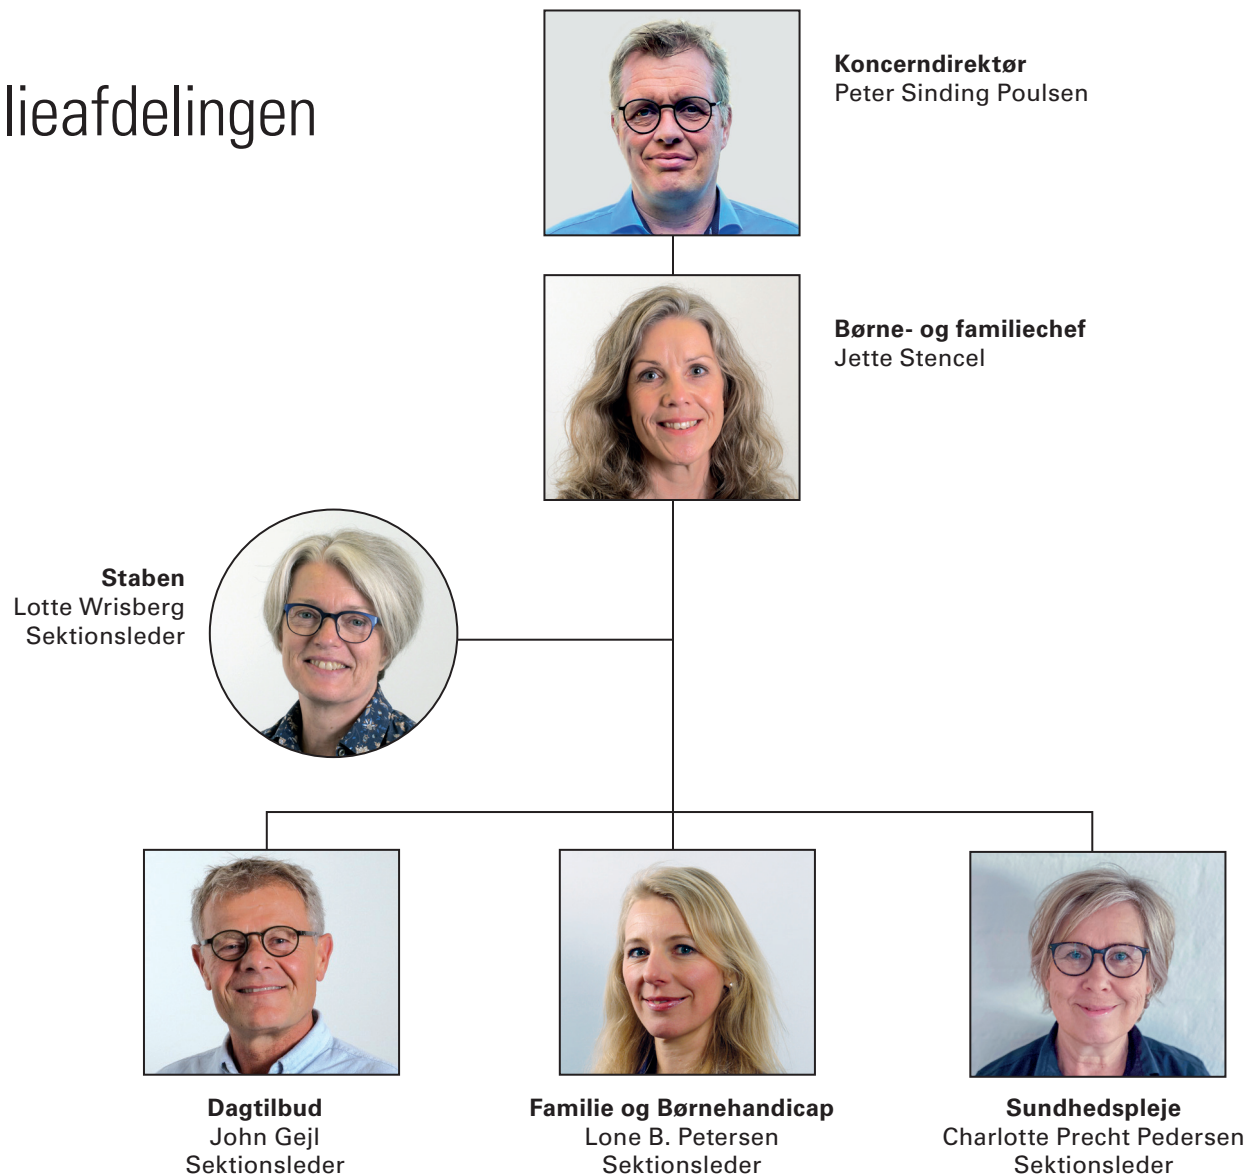 lieafdelingen
Koncerndirektør
Peter Sinding Poulsen
Børne- og familiechef
Jette Stencel
Staben
Lotte Wrisberg
Sektionsleder
Dagtilbud
John Gejl
Sektionsleder
Familie og Børnehandicap
Lone B. Petersen
Sektionsleder
Sundhedspleje
Charlotte Precht Pedersen
Sektionsleder